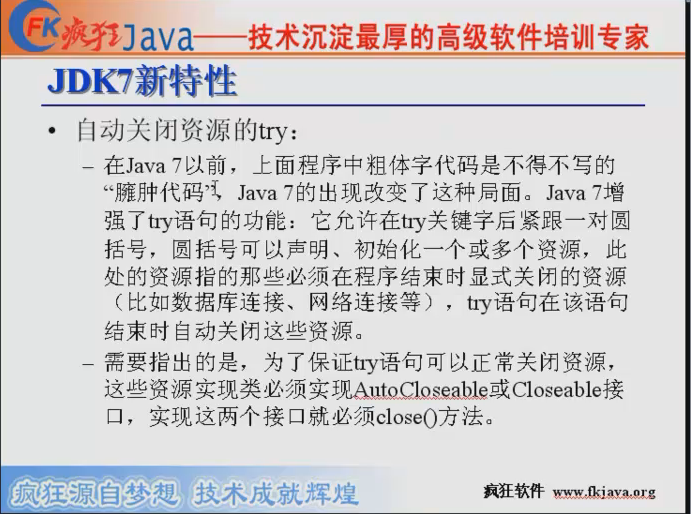 FK疯狂Java——技术沉淀最厚的高级软件培训专家
JDK7新特性
• 自动关闭资源的try:
– 在Java 7以前，上面程序中粗体字代码是不得不写的
“臃肿代码”，Java 7的出现改变了这种局面。Java 7增
强了try语句的功能：它允许在try关键字后紧跟一对圆
括号，圆括号可以声明、初始化一个或多个资源，此
处的资源指的那些必须在程序结束时显式关闭的资源
（比如数据库连接、网络连接等），try语句在该语句
结束时自动关闭这些资源。
– 需要指出的是，为了保证try语句可以正常关闭资源，
这些资源实现类必须实现AutoCloseable或Closeable接
口，实现这两个接口就必须close()方法。
疯狂源自梦想 技术成就辉煌
疯狂软件 www.fkjava.org